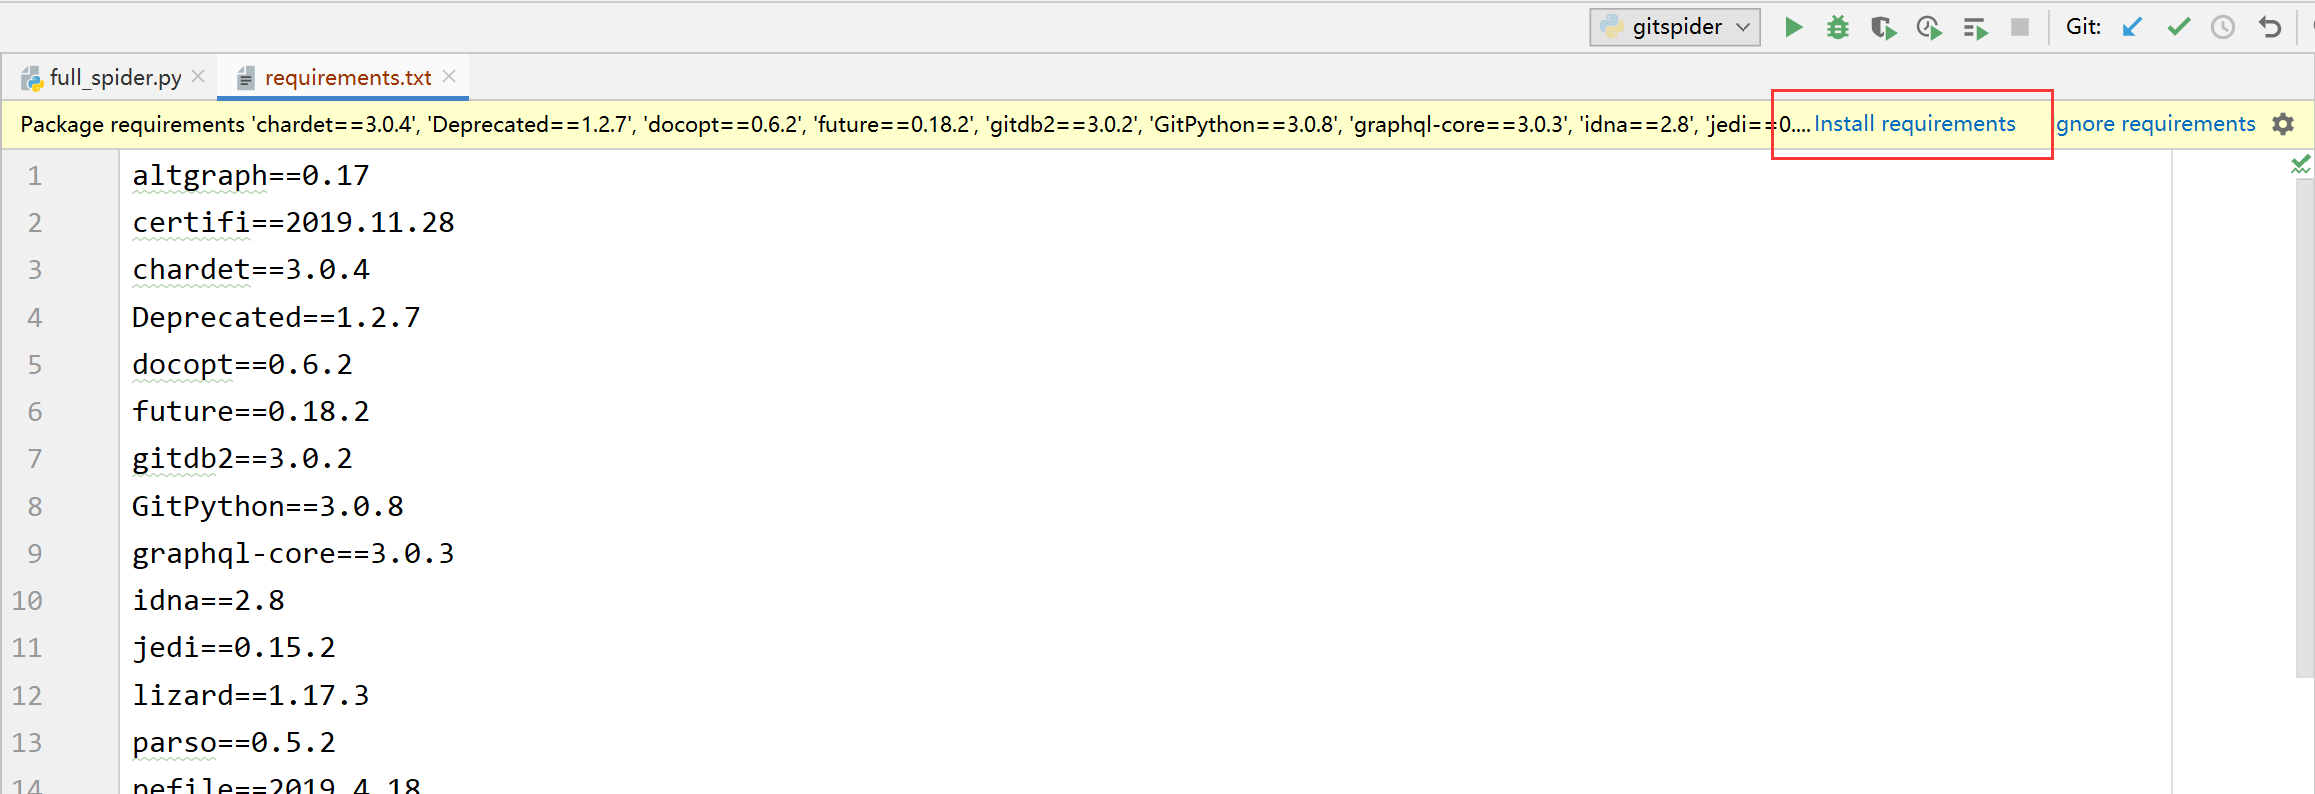 gitspider Git:
full_spider.py requirements.txt
Package requirements 'chardet==3.0.4', 'Deprecated==1.2.7', 'docopt==0.6.2', 'future==0.18.2', 'gitdb2==3.0.2', 'GitPython==3.0.8', 'graphql-core==3.0.3', 'idna==2.8', 'jedi==0.... Install requirements gnore requirements
1 altgraph==0.17
2 certifi==2019.11.28
3 chardet==3.0.4
4 Deprecated==1.2.7
5 docopt==0.6.2
6 future==0.18.2
7 gitdb2==3.0.2
8 GitPython==3.0.8
9 graphql-core==3.0.3
10 idna==2.8
11 jedi==0.15.2
12 lizard==1.17.3
13 parso==0.5.2
14 pefile==2019.4.18